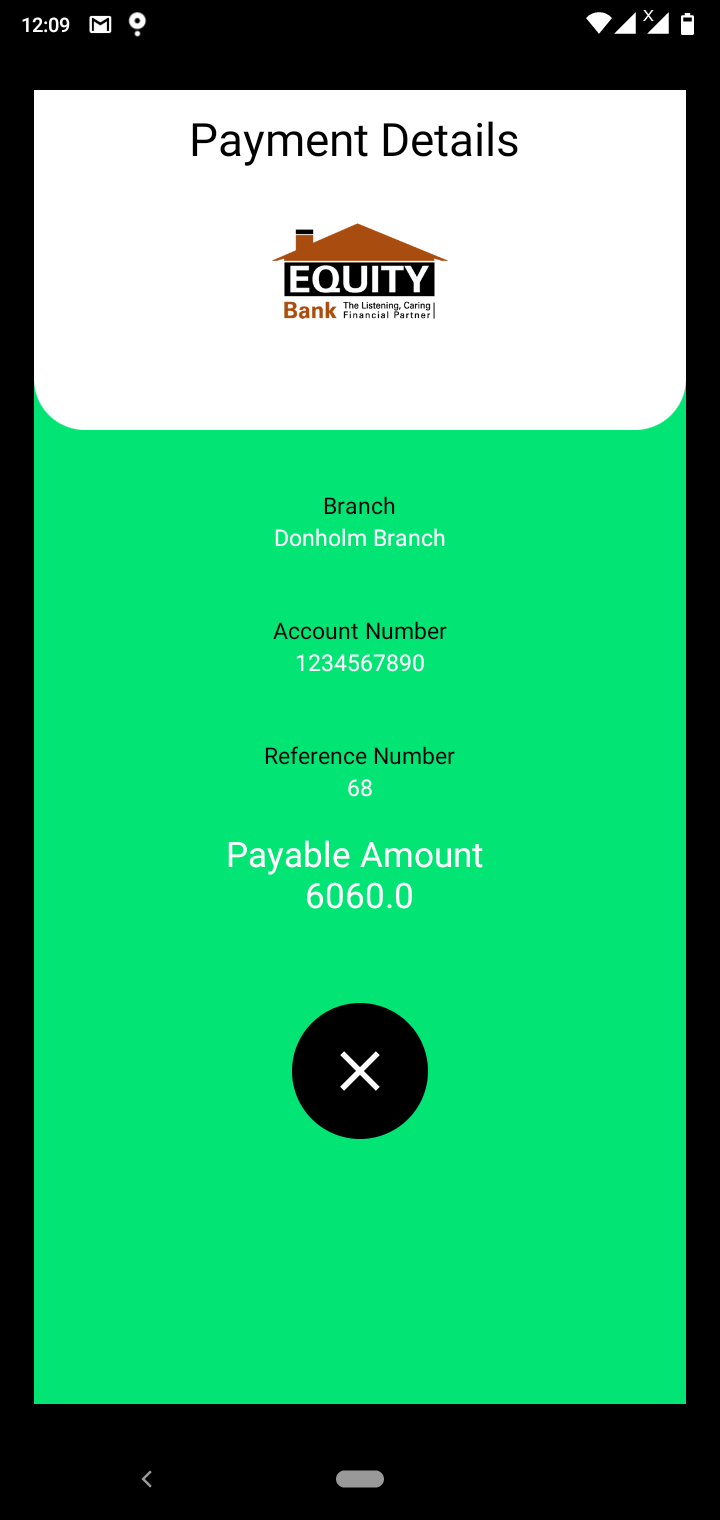 12:09
X
Payment Details
EQUITY
Bank The Listening, Caring
Financial Partner
Branch
Donholm Branch
Account Number
1234567890
Reference Number
68
Payable Amount
6060.0